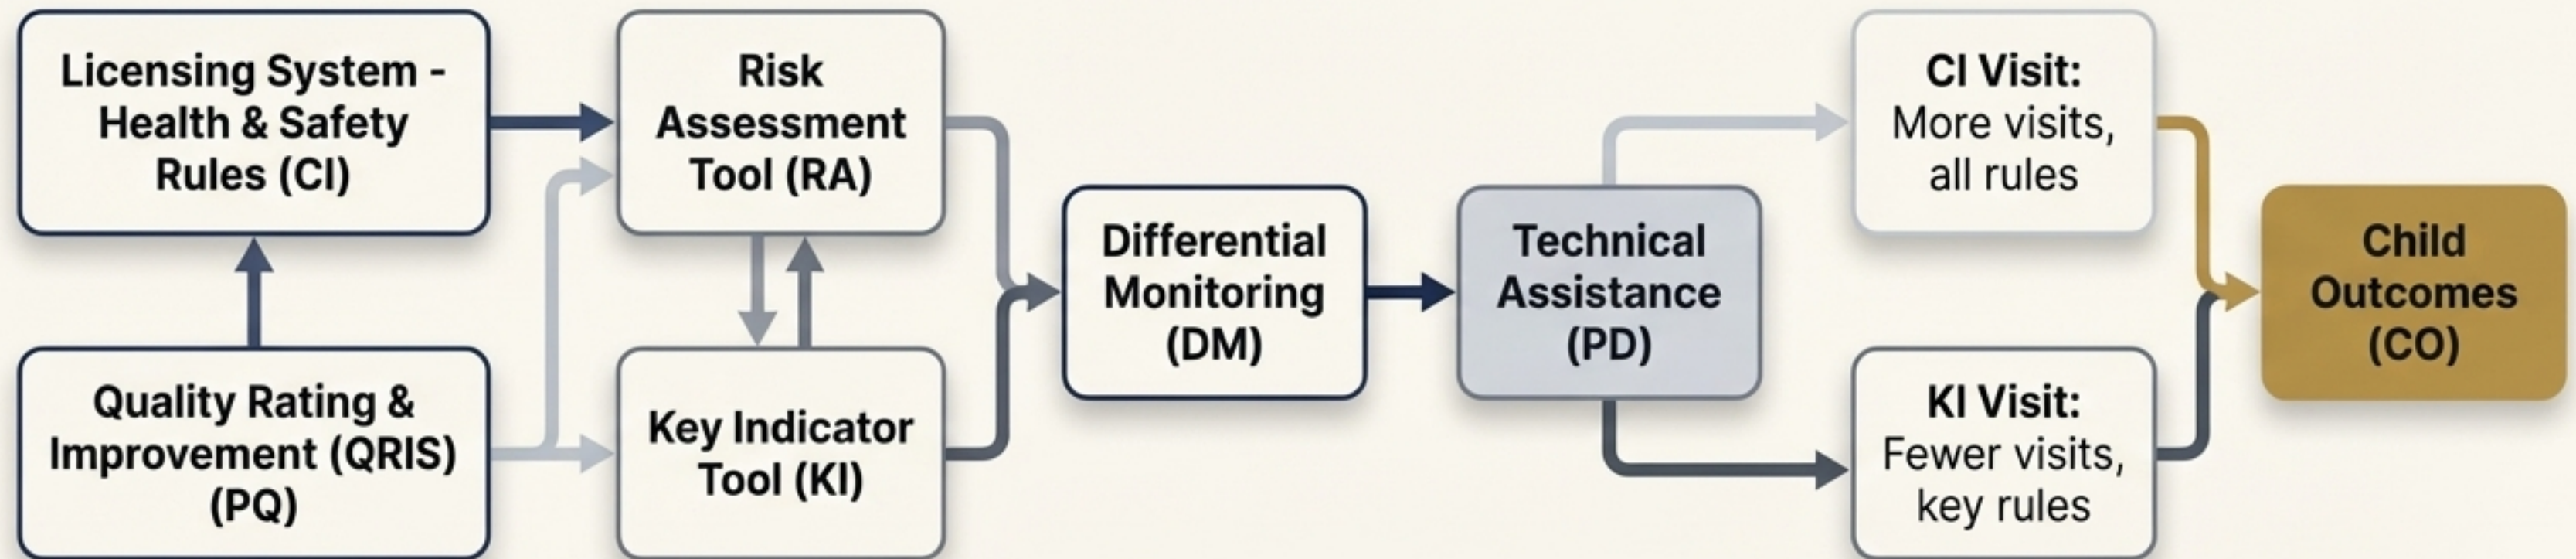 Licensing System -
Health & Safety
Rules (CI)
Quality Rating &
Improvement (QRIS)
(PQ)
Risk
Assessment
Tool (RA)
Key Indicator
Tool (KI)
Differential
Monitoring
(DM)
Technical
Assistance
(PD)
CI Visit:
More visits,
all rules
KI Visit:
Fewer visits,
key rules
Child
Outcomes
(CO)